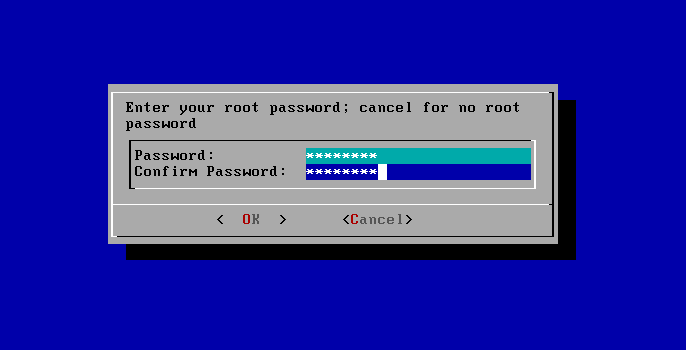 Enter your root password; cancel for no root
password
Password: ********
Confirm Password: ********
<  OK  > <Cancel>